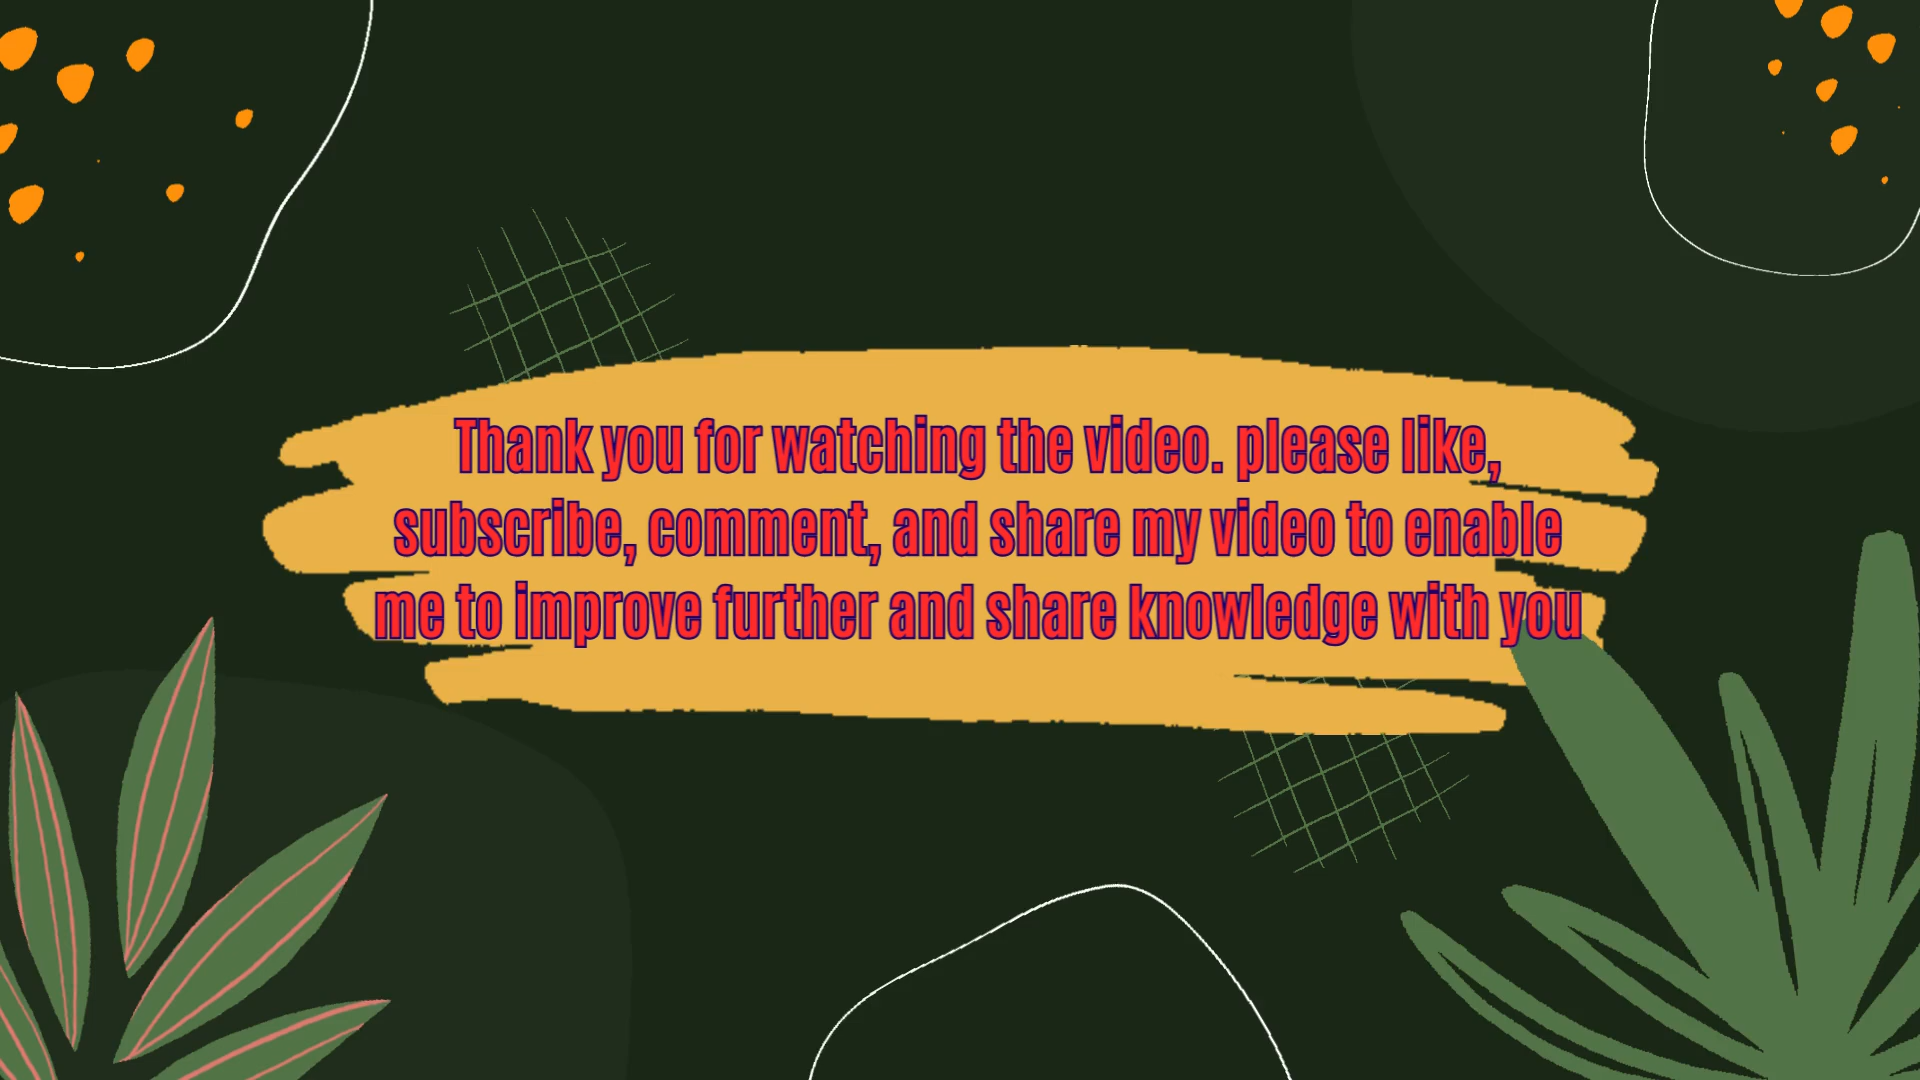 Thank you for watching the video. please like,
subscribe, comment, and share my video to enable
me to improve further and share knowledge with you